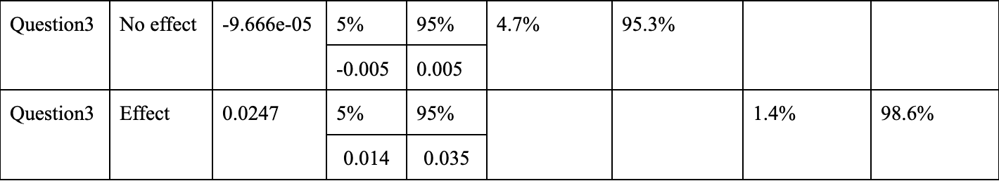 Question3 No effect -9.666e-05 5% 95% 4.7% 95.3%
-0.005 0.005
Question3 Effect 0.0247 5% 95% 1.4% 98.6%
0.014 0.035